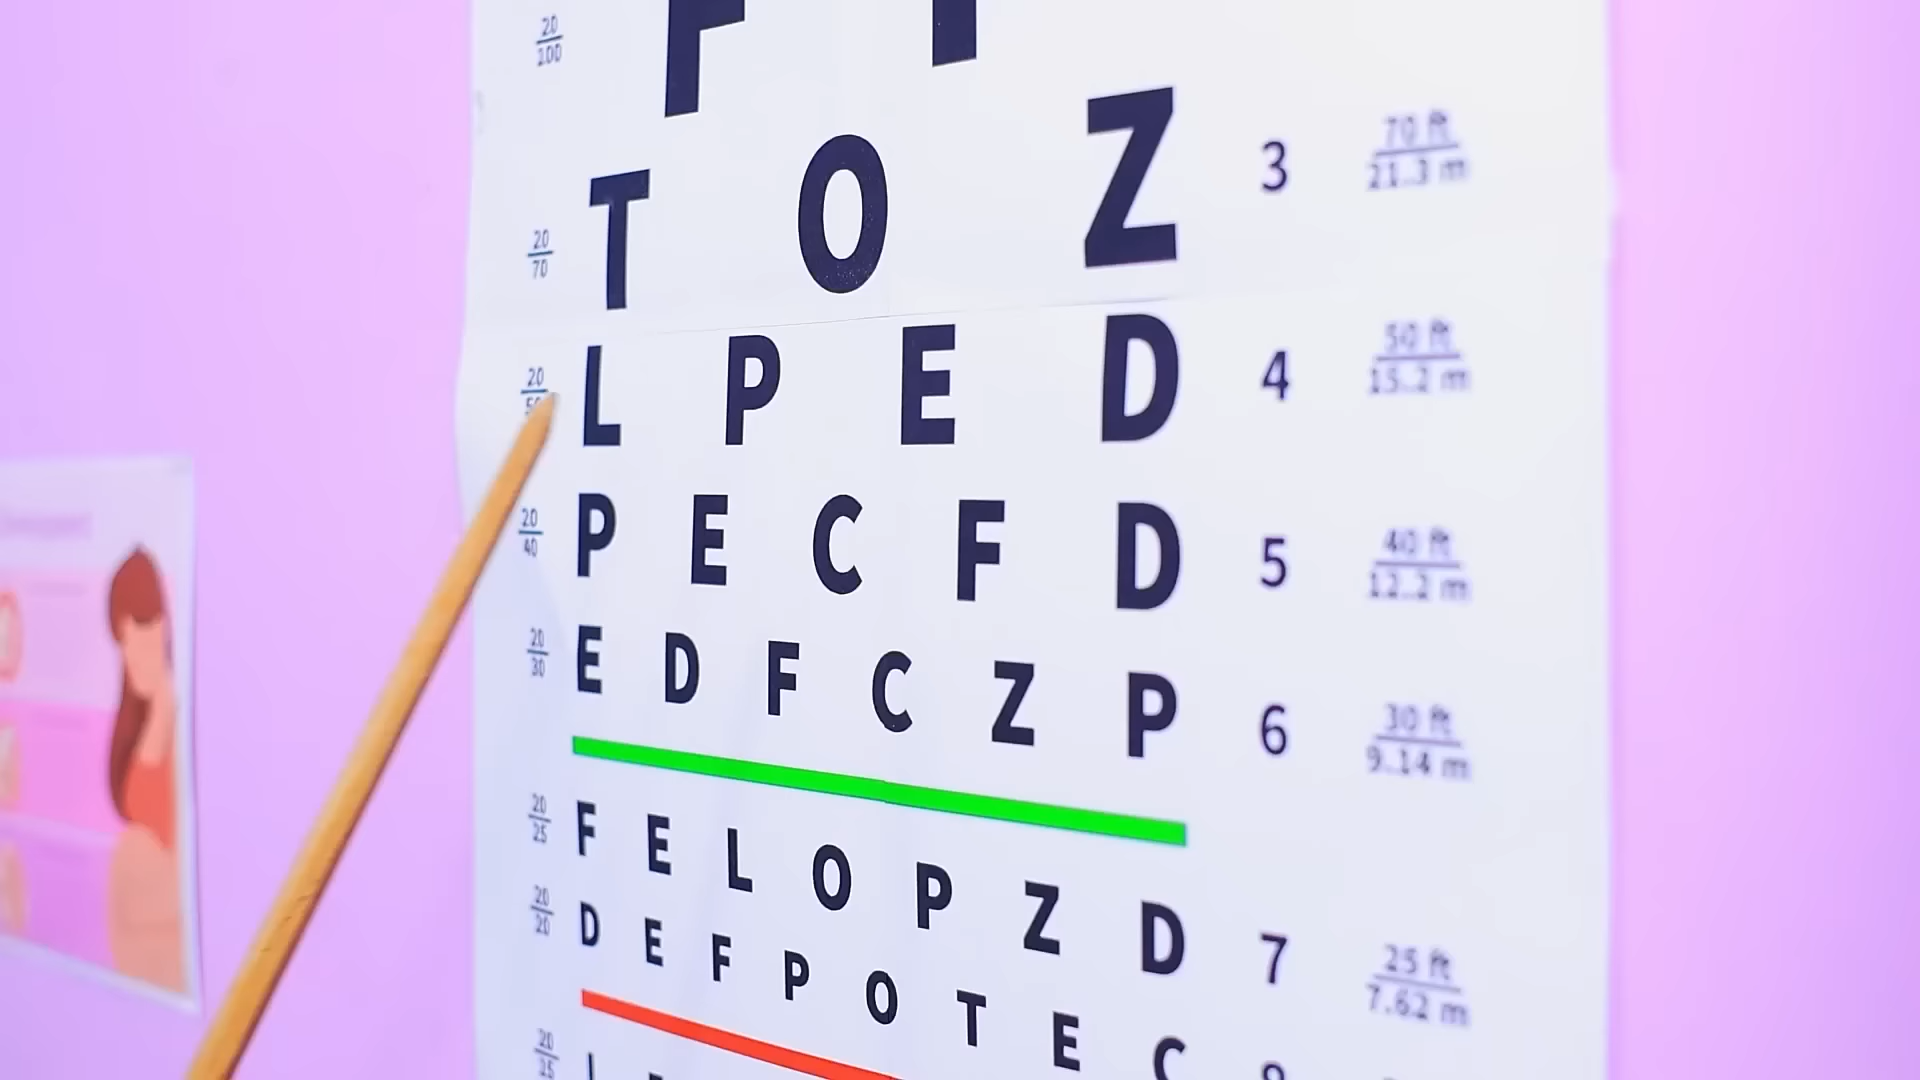 20/200 F P
20/70 T O Z 3 70 ft/21.3 m
20/50 L P E D 4 50 ft/15.2 m
20/40 P E C F D 5 40 ft/12.2 m
20/30 E D F C Z P 6 30 ft/9.14 m
20/25 F E L O P Z D 7 25 ft/7.62 m
20/20 D E F P O T E C